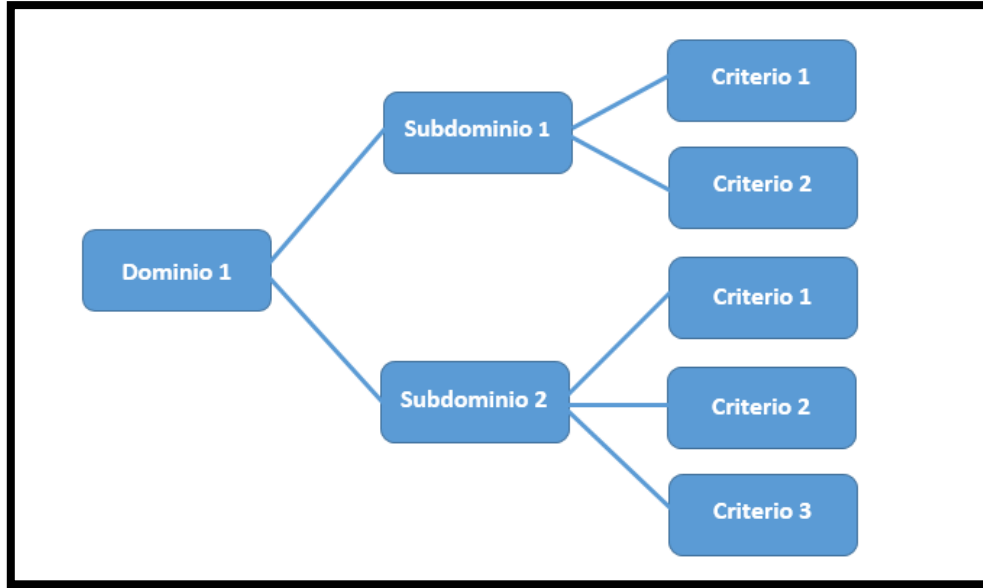 Dominio 1
Subdominio 1
Criterio 1
Criterio 2
Subdominio 2
Criterio 1
Criterio 2
Criterio 3